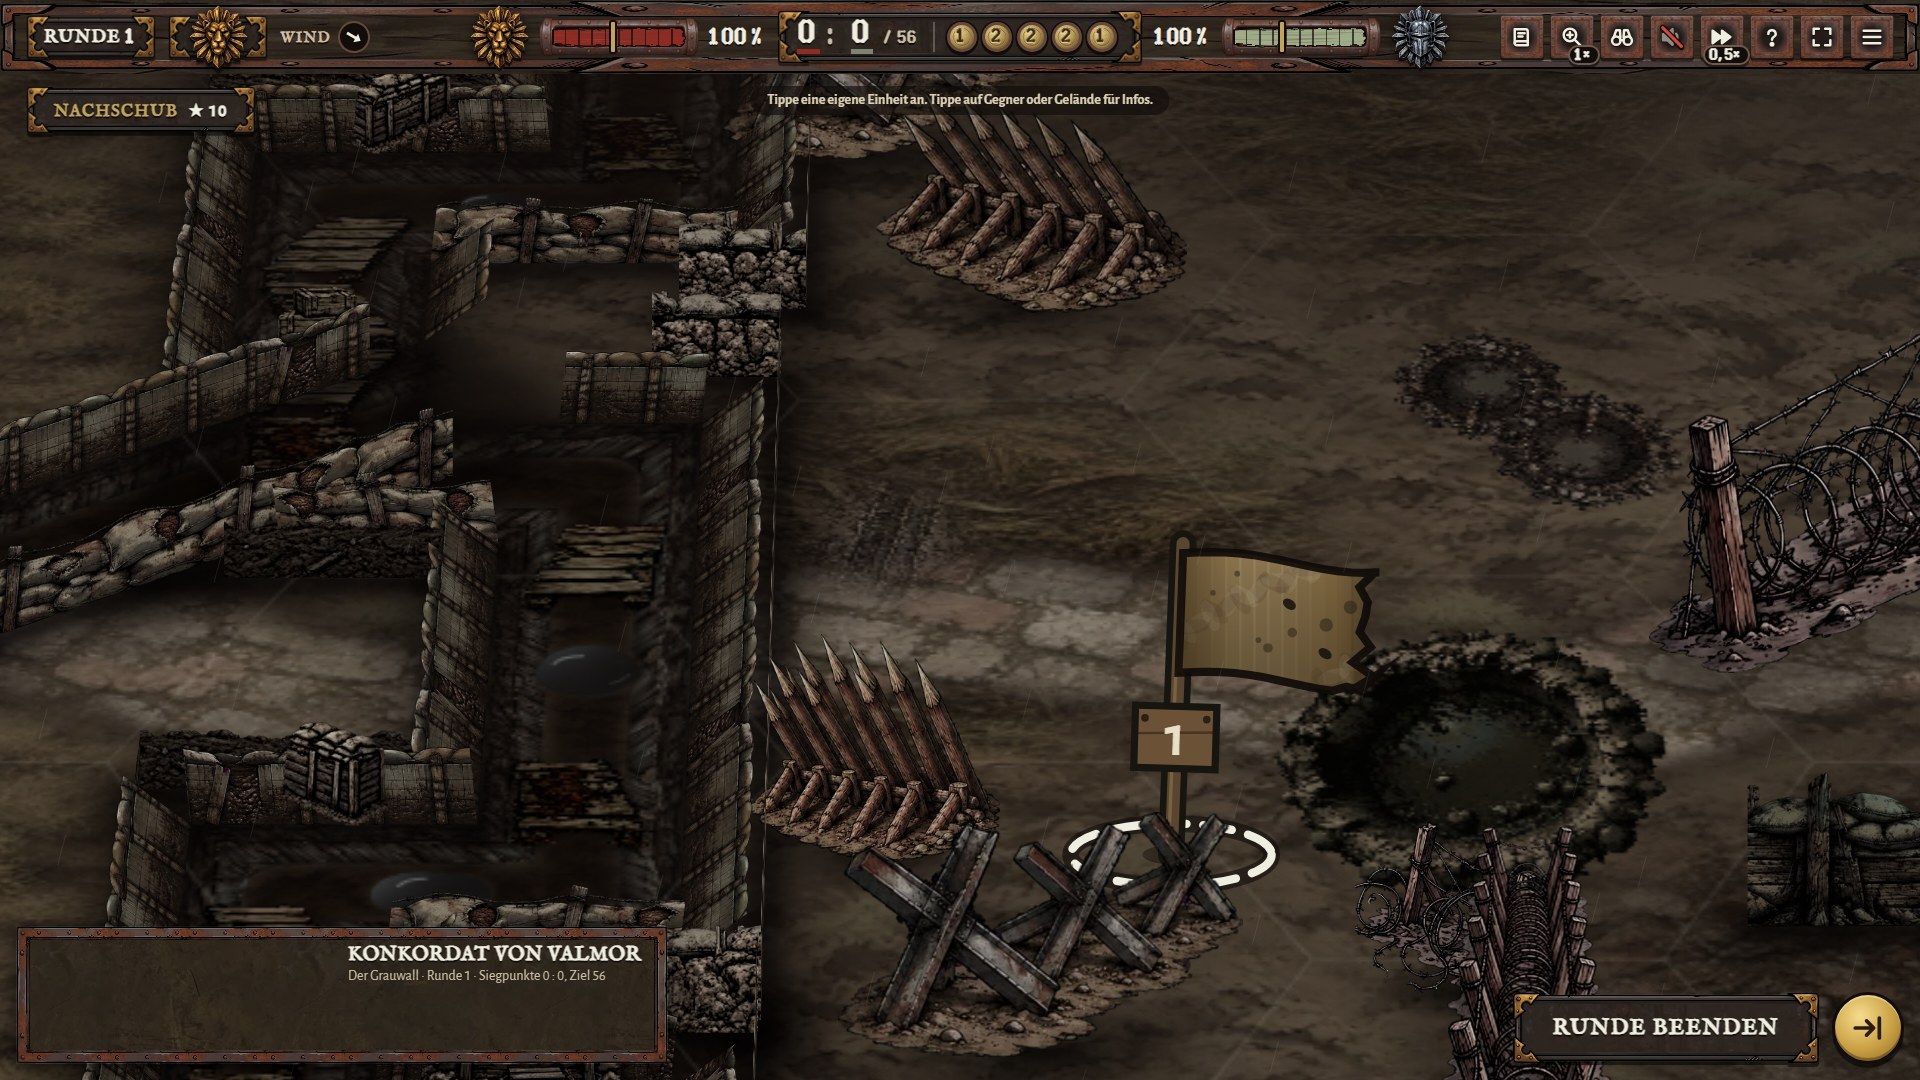 RUNDE 1
WIND
100%
0 : 0 / 56
1 2 2 2 1
100%
1×
0,5×
?
NACHSCHUB ★ 10
Tippe eine eigene Einheit an. Tippe auf Gegner oder Gelände für Infos.
1
KONKORDAT VON VALMOR
Der Grauwall · Runde 1 · Siegpunkte 0 : 0, Ziel 56
RUNDE BEENDEN